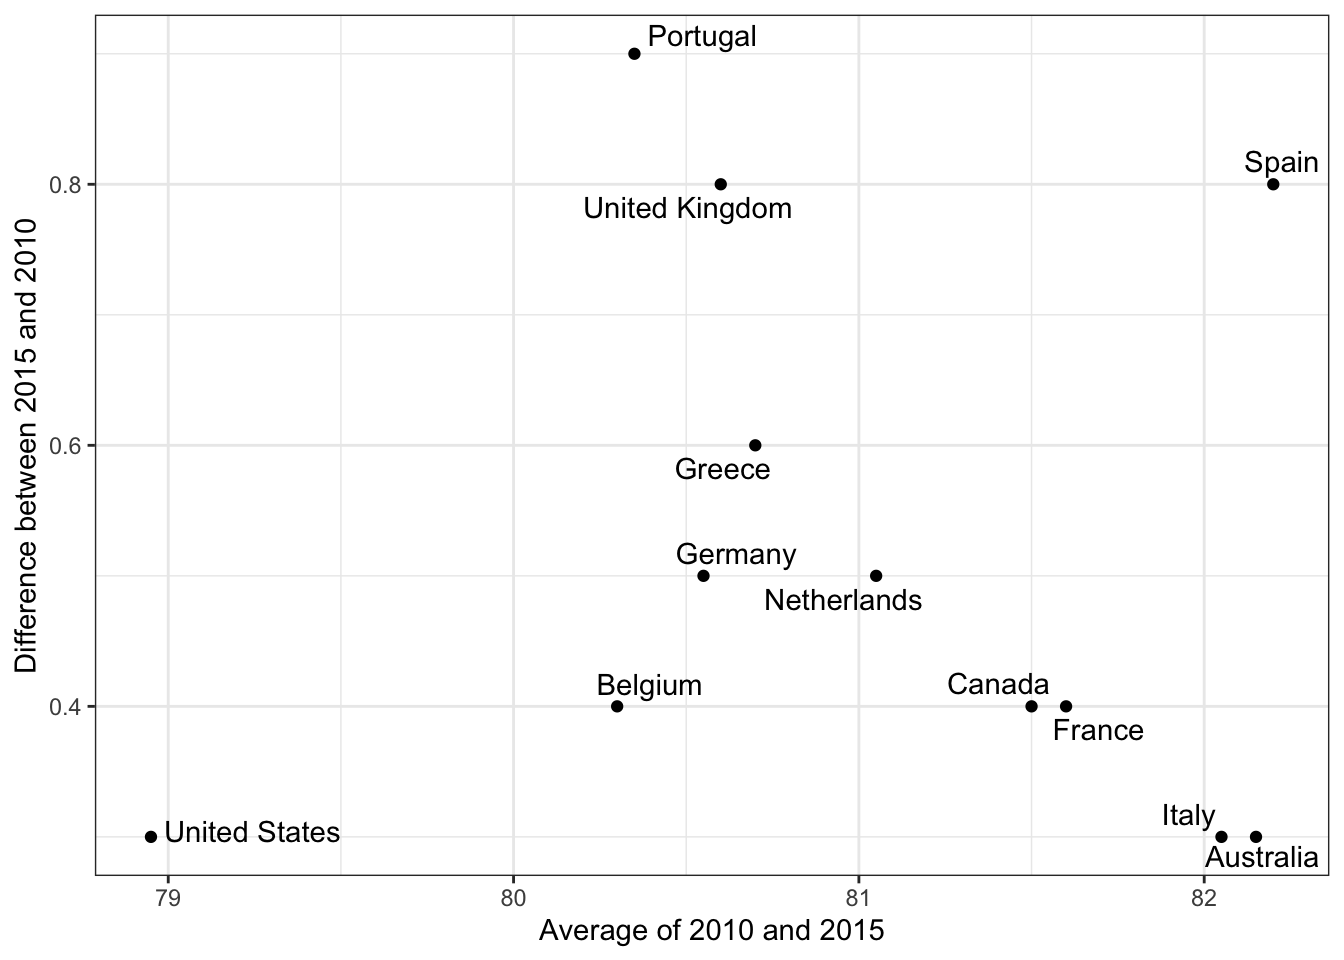 Portugal
Spain
0.8
United Kingdom
Difference between 2015 and 2010
0.6
Greece
Germany
Netherlands
Belgium
Canada
0.4
France
Italy
United States
Australia
79
80
81
82
Average of 2010 and 2015